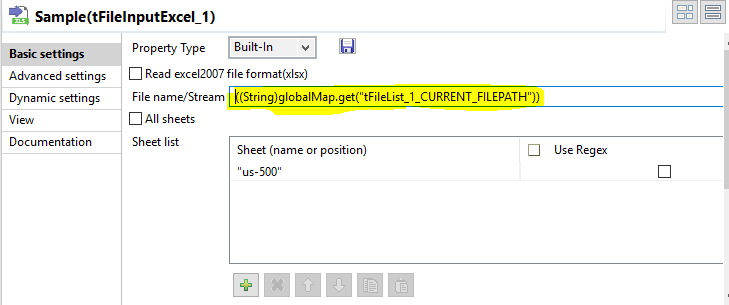 XLS
Sample(tFileInputExcel_1)
Basic settings
Advanced settings
Dynamic settings
View
Documentation
Property Type Built-In
Read excel2007 file format(xlsx)
File name/Stream ((String)globalMap.get("tFileList_1_CURRENT_FILEPATH"))
All sheets
Sheet list
Sheet (name or position) Use Regex
"us-500"